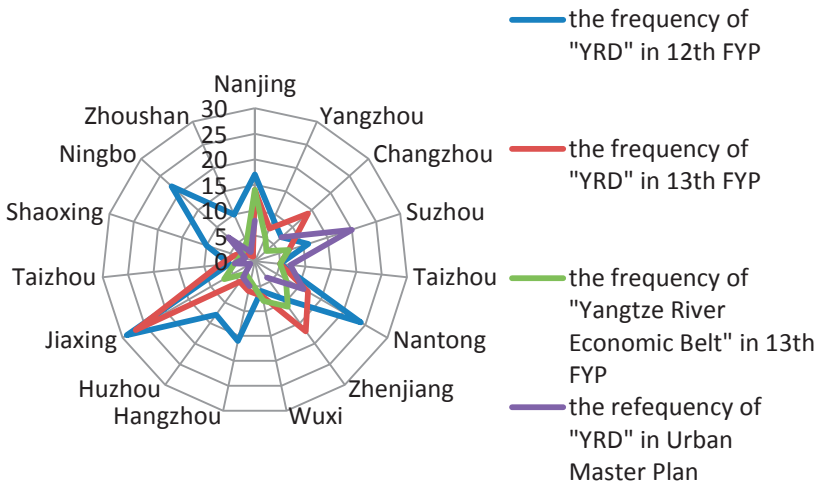 Nanjing
Yangzhou
Changzhou
Suzhou
Taizhou
Nantong
Zhenjiang
Wuxi
Hangzhou
Huzhou
Jiaxing
Taizhou
Shaoxing
Ningbo
Zhoushan
30
25
20
15
10
5
0
the frequency of
"YRD" in 12th FYP
the frequency of
"YRD" in 13th FYP
the frequency of
"Yangtze River
Economic Belt" in 13th
FYP
the refequency of
"YRD" in Urban
Master Plan